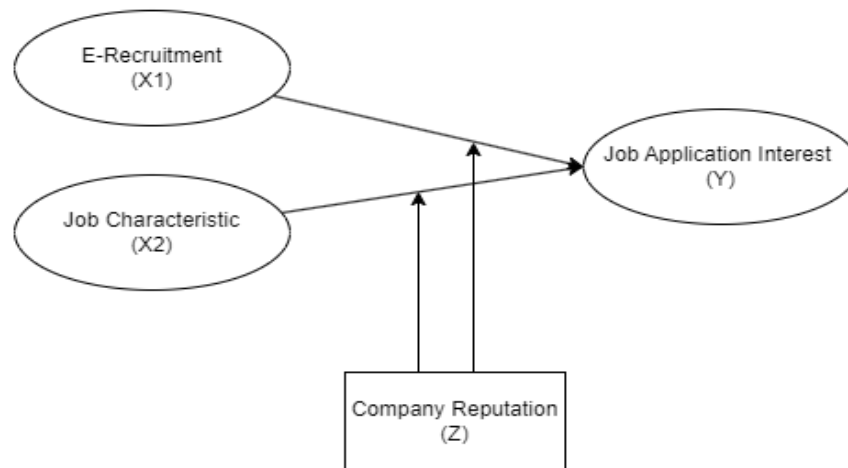 E-Recruitment
(X1)
Job Application Interest
(Y)
Job Characteristic
(X2)
Company Reputation
(Z)